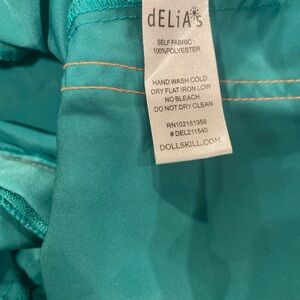 dELiA*s
SELF FABRIC:
100%POLYESTER
HAND WASH COLD
DRY FLAT IRON LOW
NO BLEACH
DO NOT DRY CLEAN
RN102161958
#DEL211540
DOLLSKILL.COM